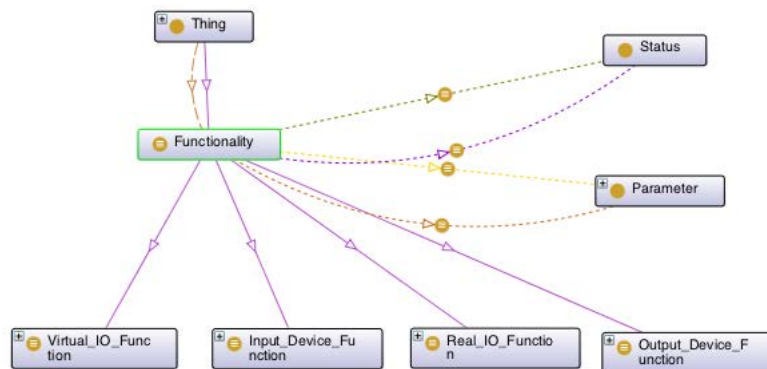 Thing
Status
Functionality
Parameter
Virtual_IO_Func
tion
Input_Device_Fu
nction
Real_IO_Functio
n
Output_Device_F
unction